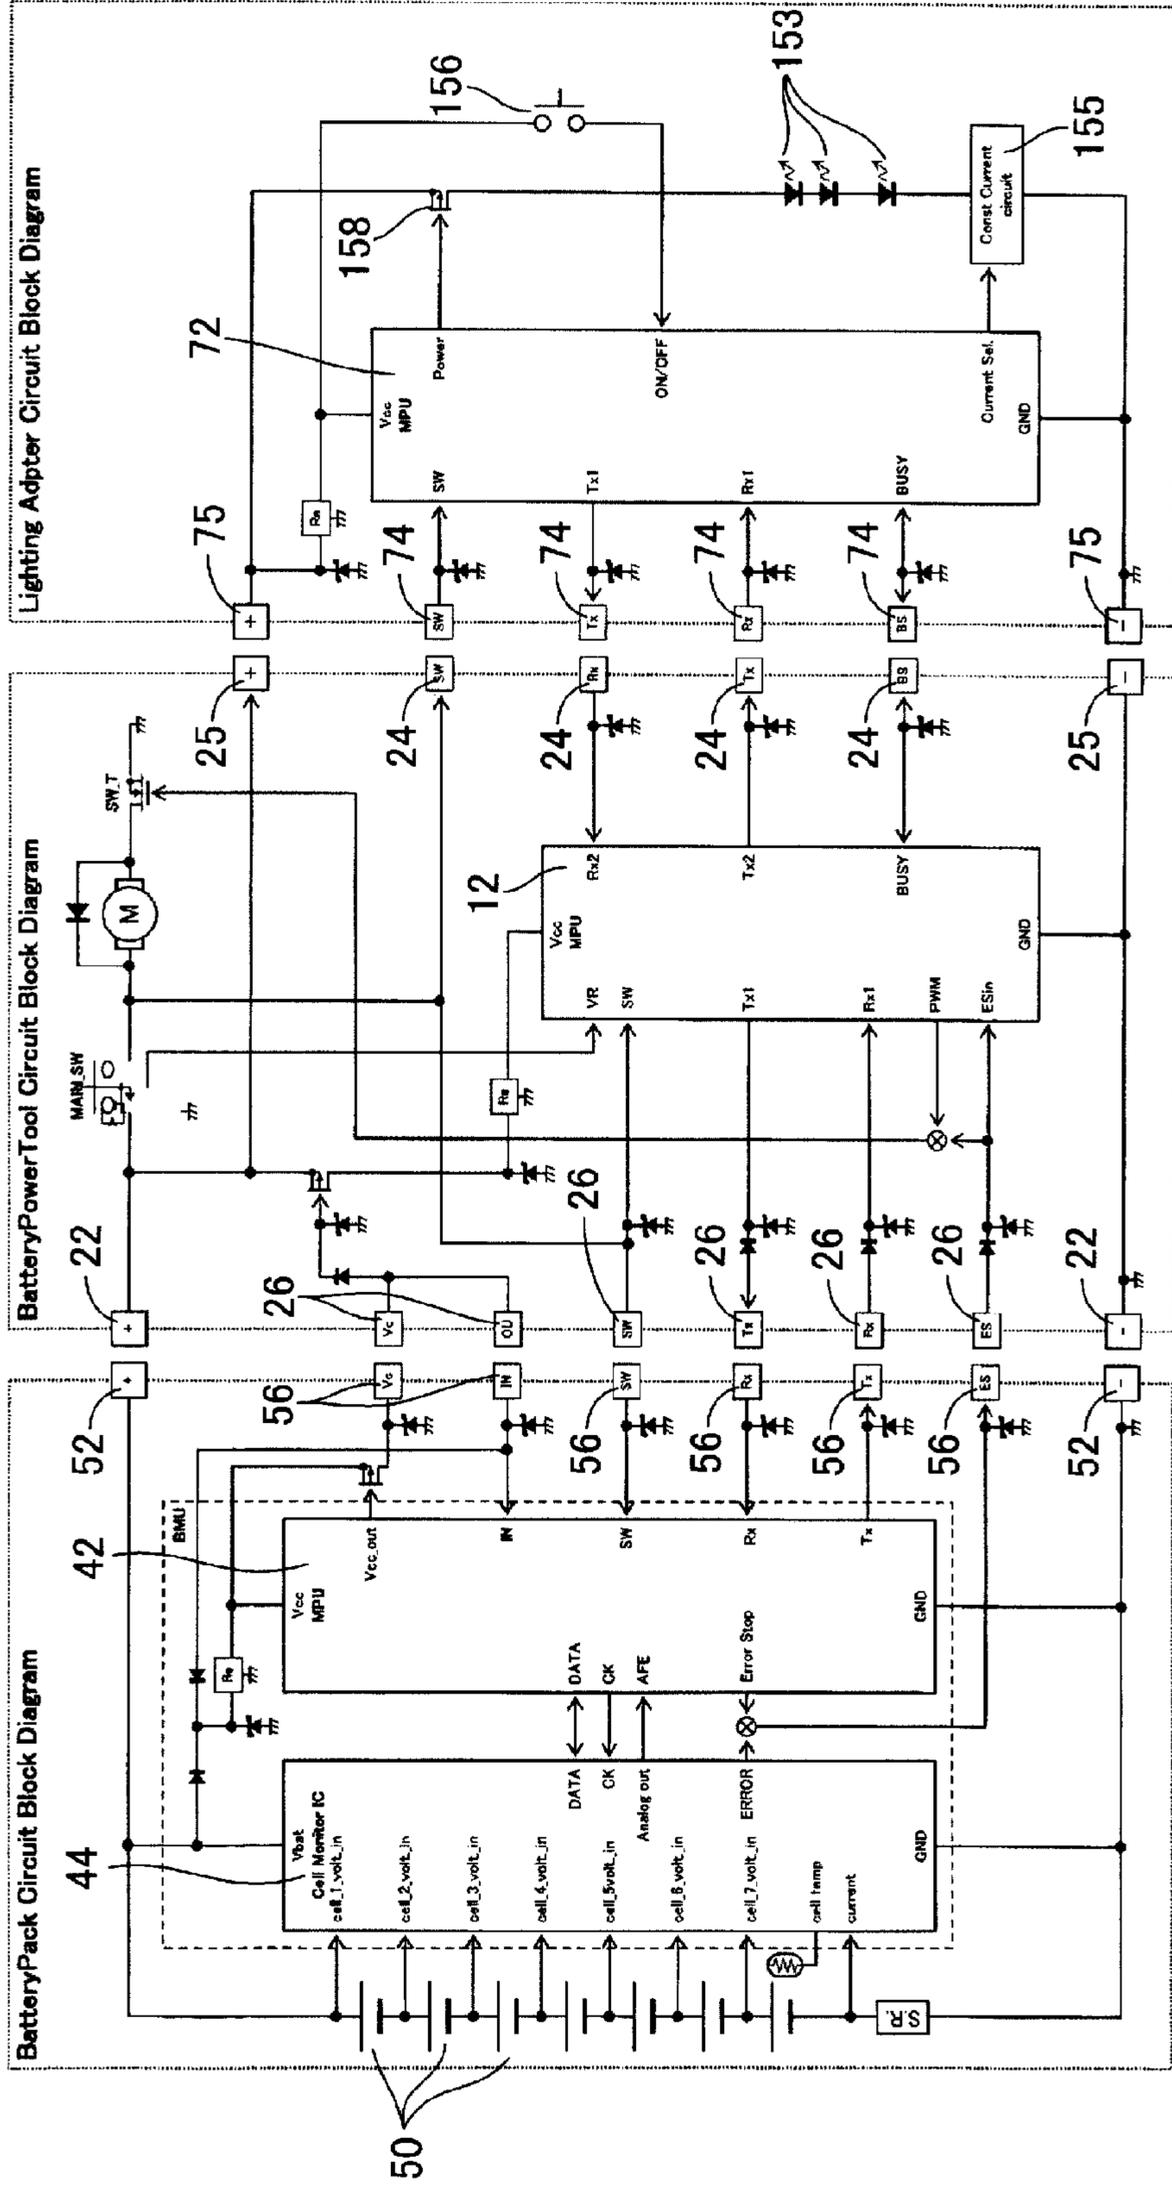 BatteryPack Circuit Block Diagram
44
42
52
BMU
Vbat
Cell Monitor IC
cell_1_volt_in
cell_2_volt_in
cell_3_volt_in
cell_4_volt_in
cell_5volt_in
cell_6_volt_in
cell_7_volt_in
cell temp
current
DATA
CK
Analog out
ERROR
GND
50
S.R.
Re
Vcc
MPU
Vcc_out
IN
SW
Rx
Tx
DATA
CK
AFE
Error Stop
GND
+
56
Vc
IN
56
SW
56
Rx
56
Tx
56
ES
52
−
BatteryPowerTool Circuit Block Diagram
22
+
MAIN_SW
M
SW_T
26
Vc
OU
26
SW
26
Tx
26
Rx
26
ES
22
−
Re
12
Vcc
MPU
VR
SW
Tx1
Rx1
PWM
ESin
Rx2
Tx2
BUSY
GND
25
+
24
SW
24
Rx
24
Tx
24
BS
25
−
Lighting Adpter Circuit Block Diagram
75
+
74
SW
74
Tx
74
Rx
74
BS
75
−
Re
72
Vcc
MPU
SW
Tx1
Rx1
BUSY
Power
ON/OFF
Current Sel.
GND
158
156
153
Const Current
circuit
155